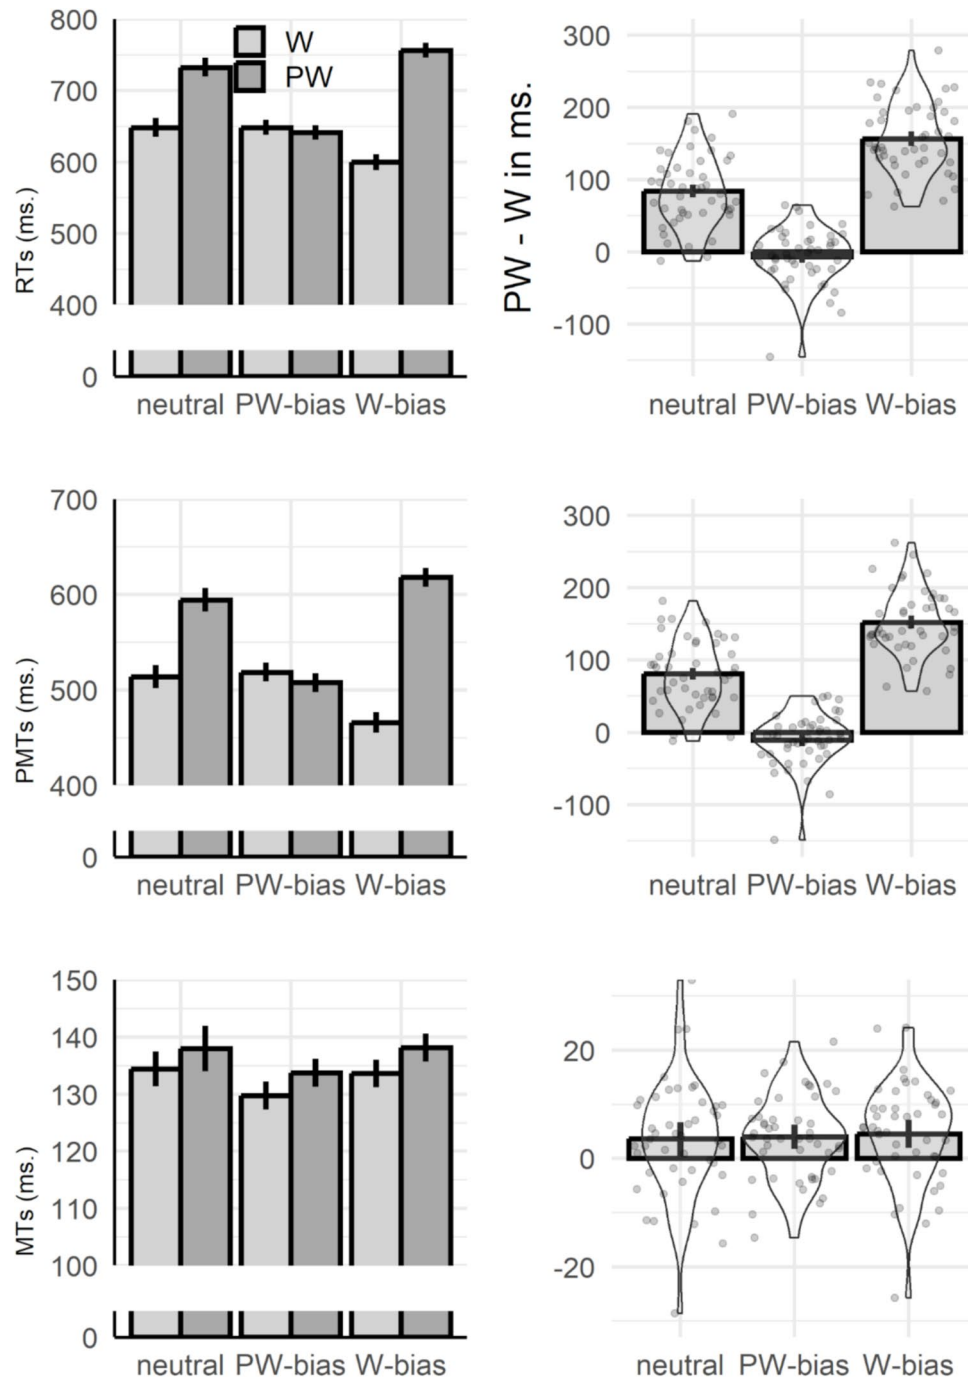 800
700
600
500
400
0
RTs (ms.)
W
PW
neutral PW-bias W-bias
300
200
100
0
-100
PW - W in ms.
neutral PW-bias W-bias
700
600
500
400
0
PMTs (ms.)
neutral PW-bias W-bias
300
200
100
0
-100
neutral PW-bias W-bias
150
140
130
120
110
100
0
MTs (ms.)
neutral PW-bias W-bias
20
0
-20
neutral PW-bias W-bias